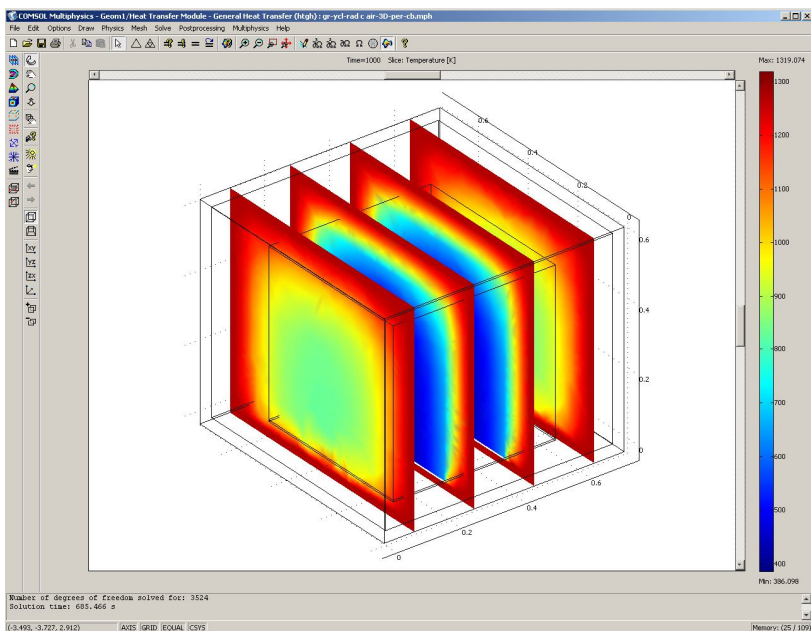 COMSOL Multiphysics - Geom1/Heat Transfer Module - General Heat Transfer (htgh) : gr-ycl-rad c air-3D-per-cb.mph
File Edit Options Draw Physics Mesh Solve Postprocessing Multiphysics Help
Time=1000 Slice: Temperature [K]
Max: 1319.074
xy
yz
zx
0.6
0.4
0.2
0
0.6
0.4
0.2
0
0.6
0.4
0.2
0
1300
1200
1100
1000
900
800
700
600
500
400
Min: 386.098
Number of degrees of freedom solved for: 3524
Solution time: 685.466 s
(-3.493, -3.727, 2.912) AXIS GRID EQUAL CSYS Memory: (25 / 109)